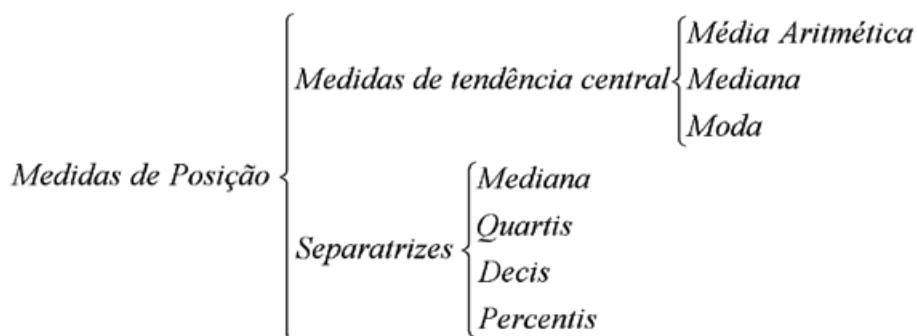 Medidas de Posição
Medidas de tendência central
Média Aritmética
Mediana
Moda
Separatrizes
Mediana
Quartis
Decis
Percentis